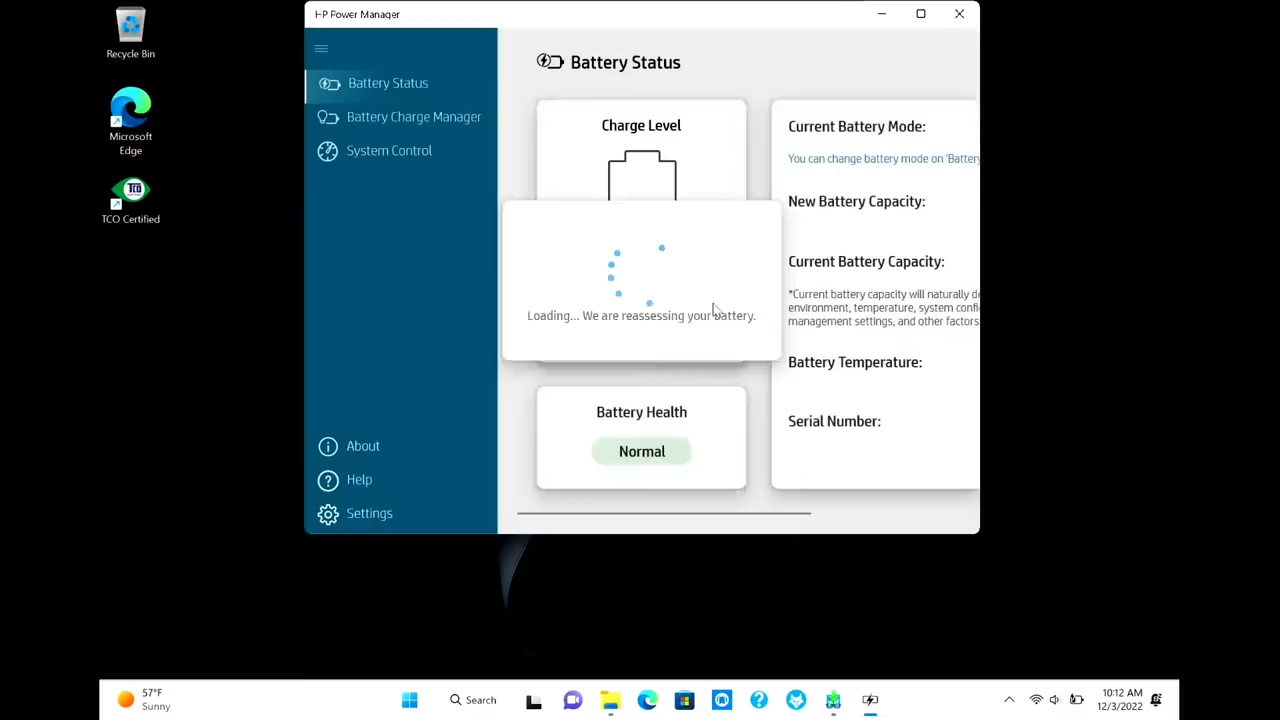 Recycle Bin
Microsoft
Edge
TCO
TCO Certified
HP Power Manager
Battery Status
Battery Charge Manager
System Control
About
Help
Settings
Battery Status
Charge Level
Loading... We are reassessing your battery.
Battery Health
Normal
Current Battery Mode:
You can change battery mode on 'Battery
New Battery Capacity:
Current Battery Capacity:
*Current battery capacity will naturally de
environment, temperature, system confi
management settings, and other factors
Battery Temperature:
Serial Number:
57°F
Sunny
Search
10:12 AM
12/3/2022